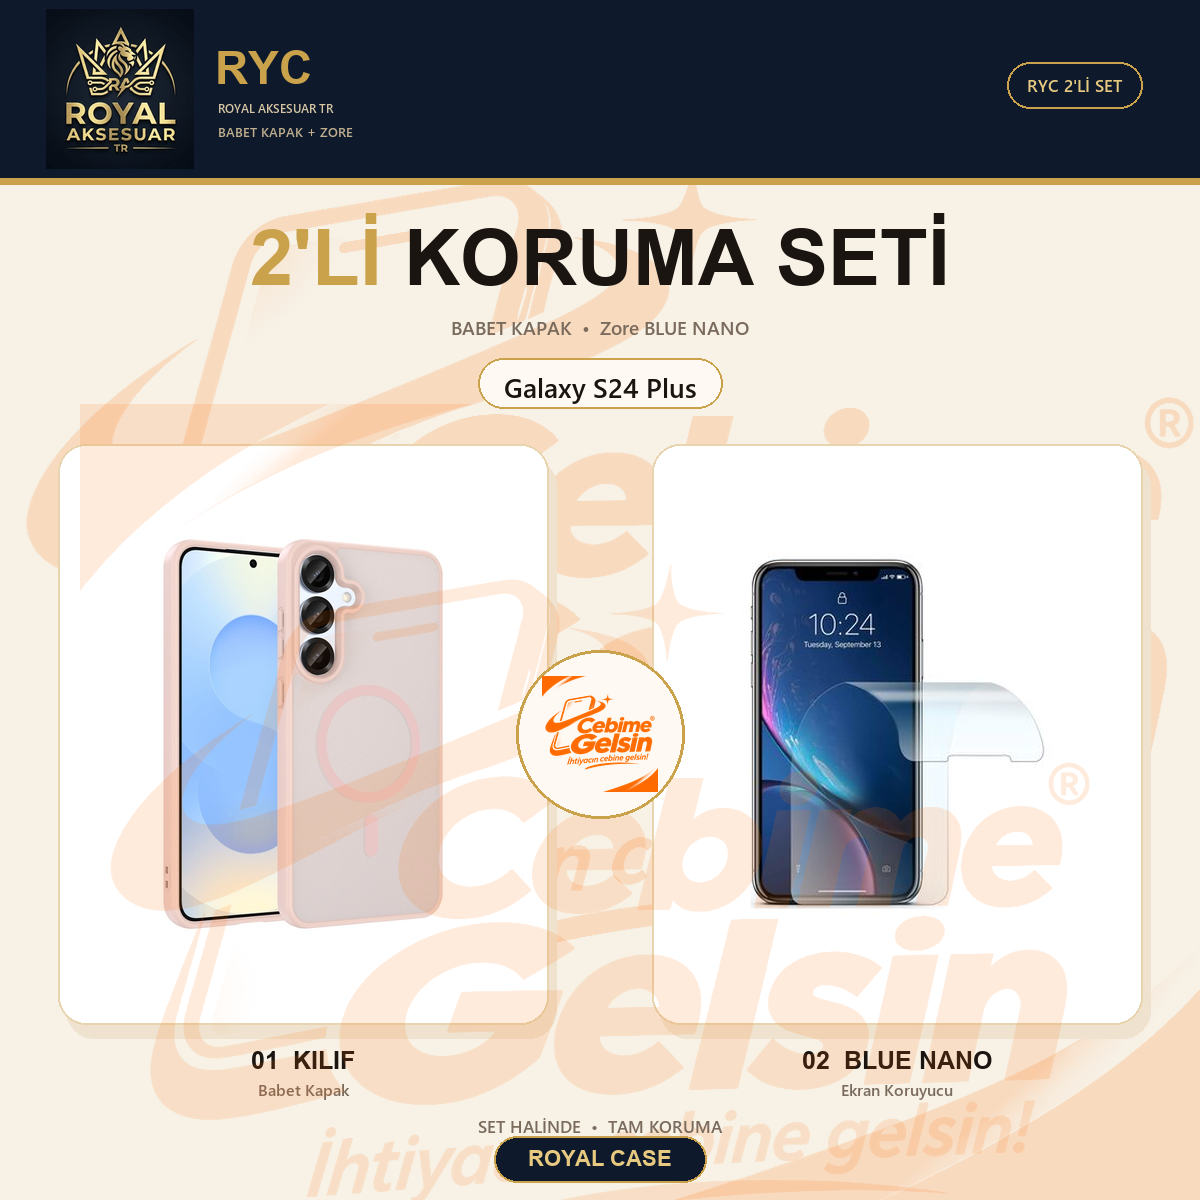 ROYAL
AKSESUAR
TR
RYC
ROYAL AKSESUAR TR
BABET KAPAK + ZORE
RYC 2'Lİ SET
2'Lİ KORUMA SETİ
BABET KAPAK • Zore BLUE NANO
Galaxy S24 Plus
10:24
Tuesday, September 13
Cebime®
Gelsin
İhtiyacın cebine gelsin!
Cebime®
Gelsin
01 KILIF
Babet Kapak
02 BLUE NANO
Ekran Koruyucu
SET HALİNDE • TAM KORUMA
ROYAL CASE